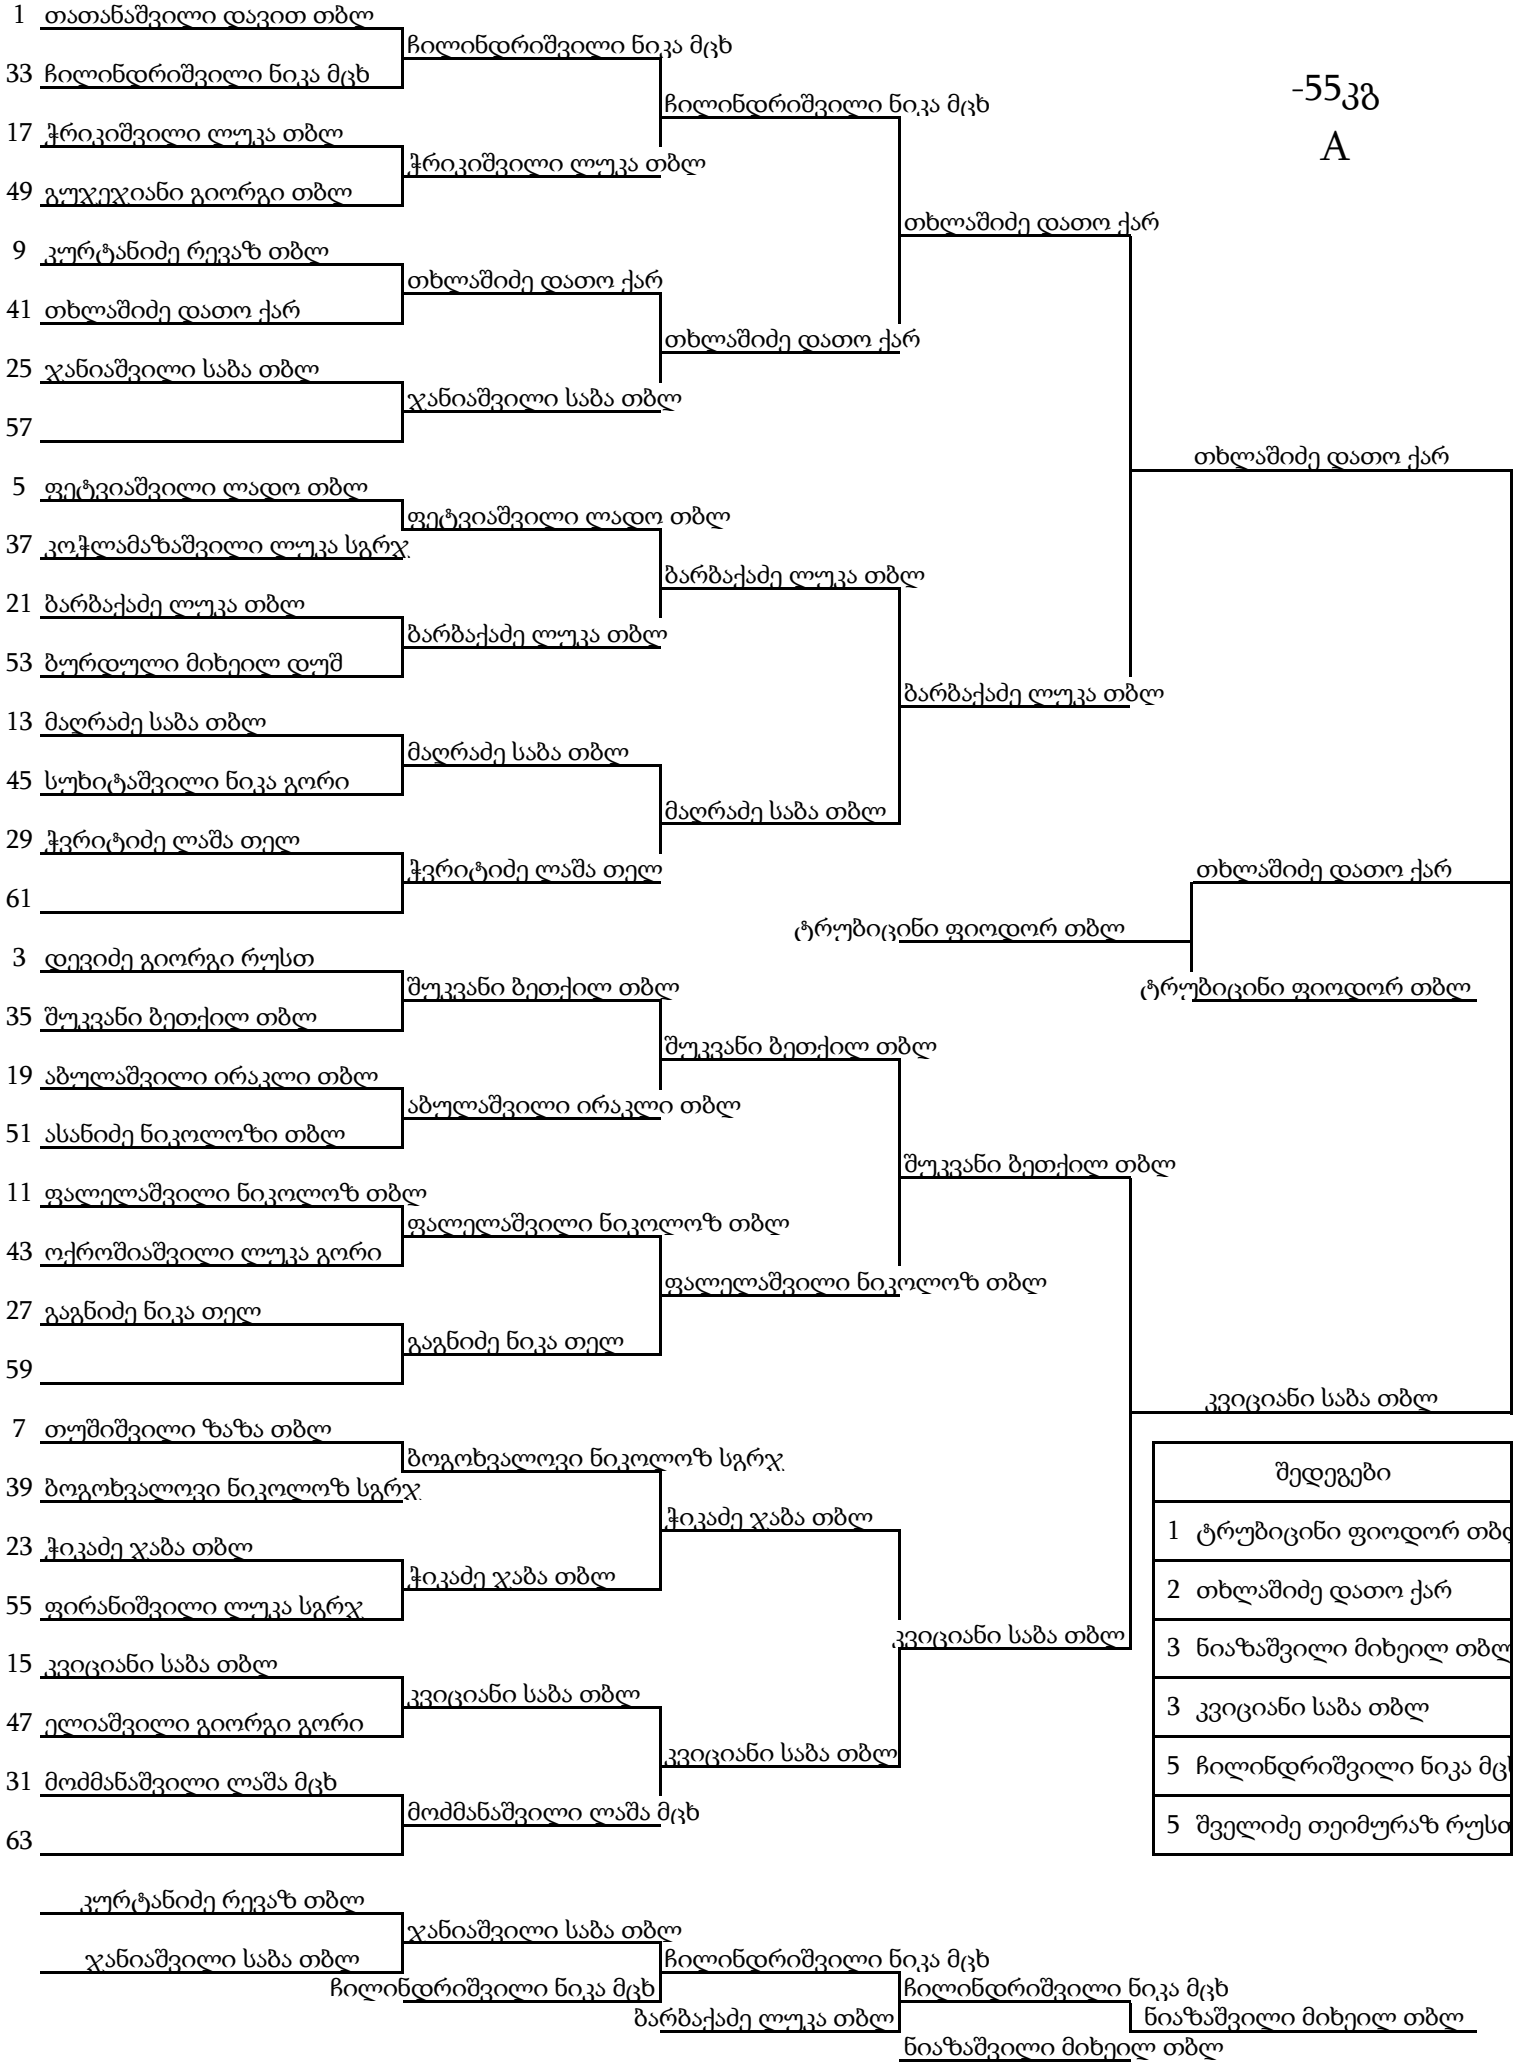 1 თათანაშვილი დავით თბლ
ჩილინდრიშვილი ნიკა მცხ
33 ჩილინდრიშვილი ნიკა მცხ
-55კგ
ჩილინდრიშვილი ნიკა მცხ
17 ჭრიკიშვილი ლუკა თბლ
A
ჭრიკიშვილი ლუკა თბლ
49 გუჯეჯიანი გიორგი თბლ
თხლაშიძე დათო ქარ
9 კურტანიძე რევაზ თბლ
თხლაშიძე დათო ქარ
41 თხლაშიძე დათო ქარ
თხლაშიძე დათო ქარ
25 ჯანიაშვილი საბა თბლ
ჯანიაშვილი საბა თბლ
57
თხლაშიძე დათო ქარ
5 ფეტვიაშვილი ლადო თბლ
ფეტვიაშვილი ლადო თბლ
37 კოჭლამაზაშვილი ლუკა სგრჯ
ბარბაქაძე ლუკა თბლ
21 ბარბაქაძე ლუკა თბლ
ბარბაქაძე ლუკა თბლ
53 ბურდული მიხეილ დუშ
ბარბაქაძე ლუკა თბლ
13 მაღრაძე საბა თბლ
მაღრაძე საბა თბლ
45 სუხიტაშვილი ნიკა გორი
მაღრაძე საბა თბლ
29 ჭვრიტიძე ლაშა თელ
ჭვრიტიძე ლაშა თელ
თხლაშიძე დათო ქარ
61
ტრუბიცინი ფიოდორ თბლ
3 დევიძე გიორგი რუსთ
შუკვანი ბეთქილ თბლ
ტრუბიცინი ფიოდორ თბლ
35 შუკვანი ბეთქილ თბლ
შუკვანი ბეთქილ თბლ
19 აბულაშვილი ირაკლი თბლ
აბულაშვილი ირაკლი თბლ
51 ასანიძე ნიკოლოზი თბლ
შუკვანი ბეთქილ თბლ
11 ფალელაშვილი ნიკოლოზ თბლ
ფალელაშვილი ნიკოლოზ თბლ
43 ოქროშიაშვილი ლუკა გორი
ფალელაშვილი ნიკოლოზ თბლ
27 გაგნიძე ნიკა თელ
გაგნიძე ნიკა თელ
59
კვიციანი საბა თბლ
7 თუშიშვილი ზაზა თბლ
ბოგოხვალოვი ნიკოლოზ სგრჯ
შედეგები
39 ბოგოხვალოვი ნიკოლოზ სგრჯ
ჭიკაძე ჯაბა თბლ
1 ტრუბიცინი ფიოდორ თბლ
23 ჭიკაძე ჯაბა თბლ
ჭიკაძე ჯაბა თბლ
2 თხლაშიძე დათო ქარ
55 ფირანიშვილი ლუკა სგრჯ
კვიციანი საბა თბლ
3 ნიაზაშვილი მიხეილ თბლ
15 კვიციანი საბა თბლ
კვიციანი საბა თბლ
3 კვიციანი საბა თბლ
47 ელიაშვილი გიორგი გორი
კვიციანი საბა თბლ
5 ჩილინდრიშვილი ნიკა მცხ
31 მოძმანაშვილი ლაშა მცხ
მოძმანაშვილი ლაშა მცხ
5 შველიძე თეიმურაზ რუსთ
63
კურტანიძე რევაზ თბლ
ჯანიაშვილი საბა თბლ
ჯანიაშვილი საბა თბლ
ჩილინდრიშვილი ნიკა მცხ
ჩილინდრიშვილი ნიკა მცხ
ჩილინდრიშვილი ნიკა მცხ
ბარბაქაძე ლუკა თბლ
ნიაზაშვილი მიხეილ თბლ
ნიაზაშვილი მიხეილ თბლ